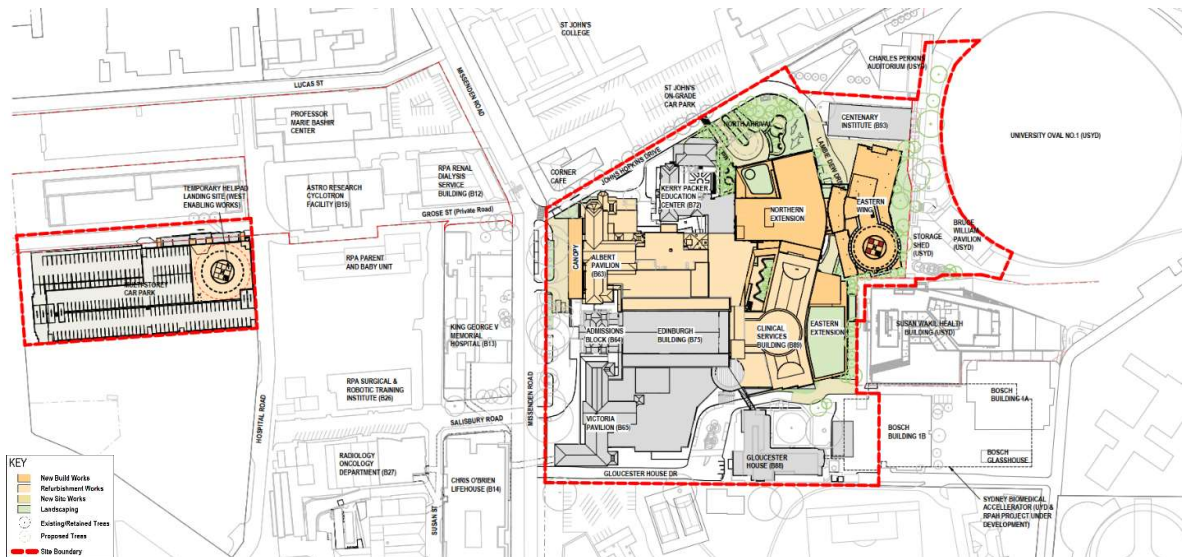 ST JOHN'S
COLLEGE
CHARLES PERKINS
AUDITORIUM (USYD)
LUCAS ST
MISSENDEN ROAD
ST JOHN'S
ON-GRADE
CAR PARK
PROFESSOR
MARIE BASHIR
CENTER
NORTH ARRIVAL
CENTENARY
INSTITUTE (B93)
UNIVERSITY OVAL NO.1 (USYD)
LAMBIE DEW DRIVE
JOHNS HOPKINS DRIVE
CORNER
CAFE
RPA RENAL
DIALYSIS
SERVICE
BUILDING (B12)
TEMPORARY HELIPAD
LANDING SITE (WEST
ENABLING WORKS)
ASTRO RESEARCH
CYCLOTRON
FACILITY (B15)
KERRY PACKER
EDUCATION
CENTER (B72)
EASTERN
WING
NORTHERN
EXTENSION
GROSE ST (Private Road)
BRUCE
WILLIAM
PAVILION
(USYD)
STORAGE
SHED
(USYD)
CANOPY
ALBERT
PAVILION
(B63)
RPA PARENT
AND BABY UNIT
MULTI-STOREY
CAR PARK
KING GEORGE V
MEMORIAL
HOSPITAL (B13)
ADMISSIONS
BLOCK (B64)
EDINBURGH
BUILDING (B75)
CLINICAL
SERVICES
BUILDING (B89)
EASTERN
EXTENSION
SUSAN WAKIL HEALTH
BUILDING (USYD)
RPA SURGICAL &
ROBOTIC TRAINING
INSTITUTE (B26)
MISSENDEN ROAD
BOSCH
BUILDING 1A
HOSPITAL ROAD
SALISBURY ROAD
VICTORIA
PAVILION (B65)
BOSCH
BUILDING 1B
RADIOLOGY
ONCOLOGY
DEPARTMENT (B27)
CHRIS O'BRIEN
LIFEHOUSE (B14)
GLOUCESTER
HOUSE (B88)
BOSCH
GLASSHOUSE
GLOUCESTER HOUSE DR
SUSAN ST
SYDNEY BIOMEDICAL
ACCELERATOR (UYD &
RPAH PROJECT UNDER
DEVELOPMENT)
KEY
New Build Works
Refurbishment Works
New Site Works
Landscaping
Existing/Retained Trees
Proposed Trees
Site Boundary